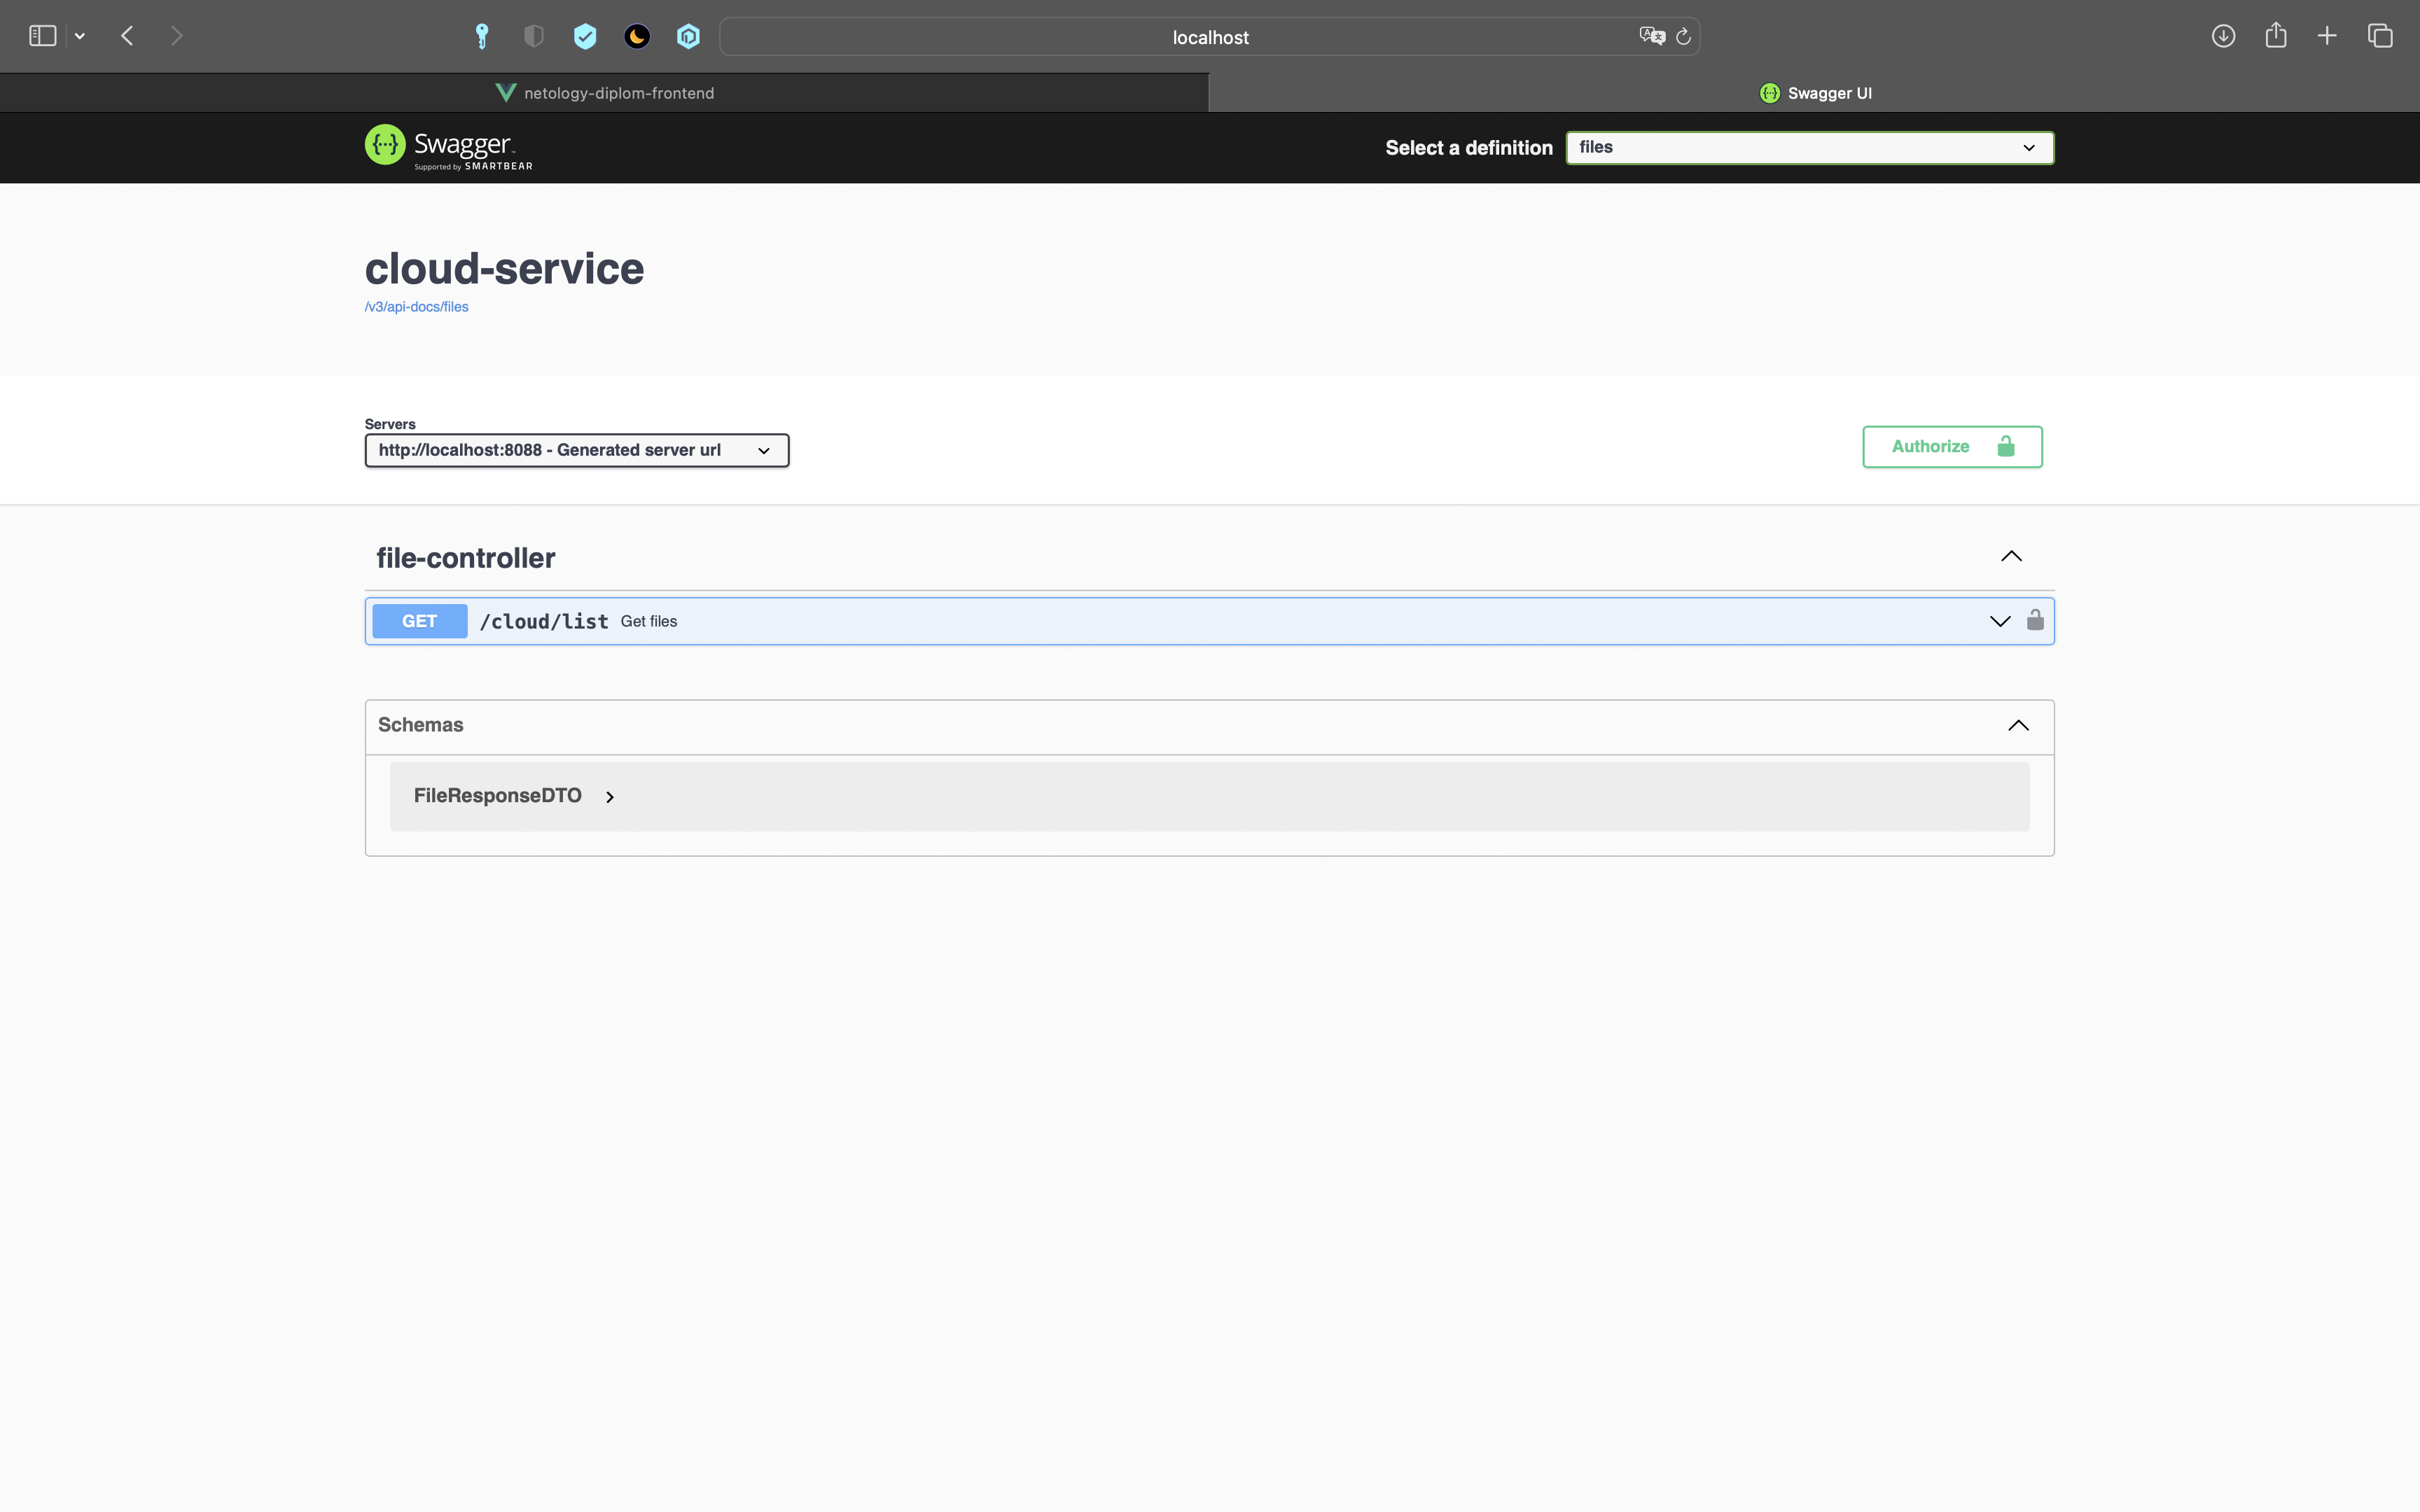 localhost
netology-diplom-frontend
Swagger UI
Swagger
Supported by SMARTBEAR
Select a definition
files
cloud-service
/v3/api-docs/files
Servers
http://localhost:8088 - Generated server url
Authorize
file-controller
GET /cloud/list Get files
Schemas
FileResponseDTO